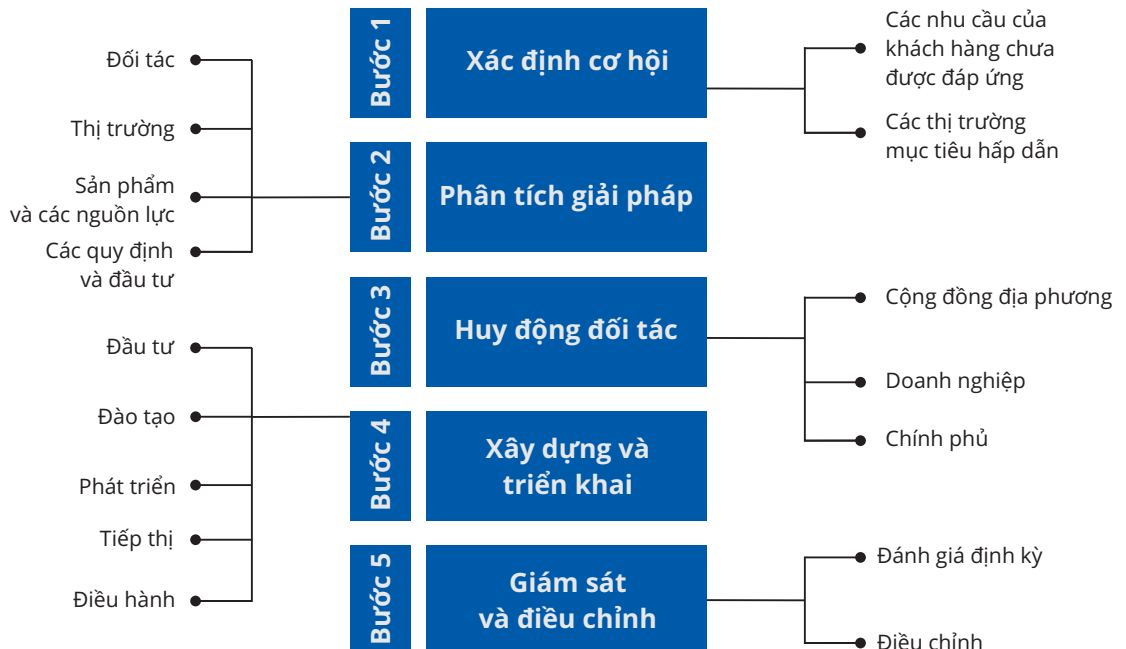 Bước 1
Xác định cơ hội
Các nhu cầu của
khách hàng chưa
được đáp ứng
Các thị trường
mục tiêu hấp dẫn
Bước 2
Phân tích giải pháp
Đối tác
Thị trường
Sản phẩm
và các nguồn lực
Các quy định
và đầu tư
Bước 3
Huy động đối tác
Cộng đồng địa phương
Doanh nghiệp
Chính phủ
Bước 4
Xây dựng và
triển khai
Đầu tư
Đào tạo
Phát triển
Tiếp thị
Điều hành
Bước 5
Giám sát
và điều chỉnh
Đánh giá định kỳ
Điều chỉnh